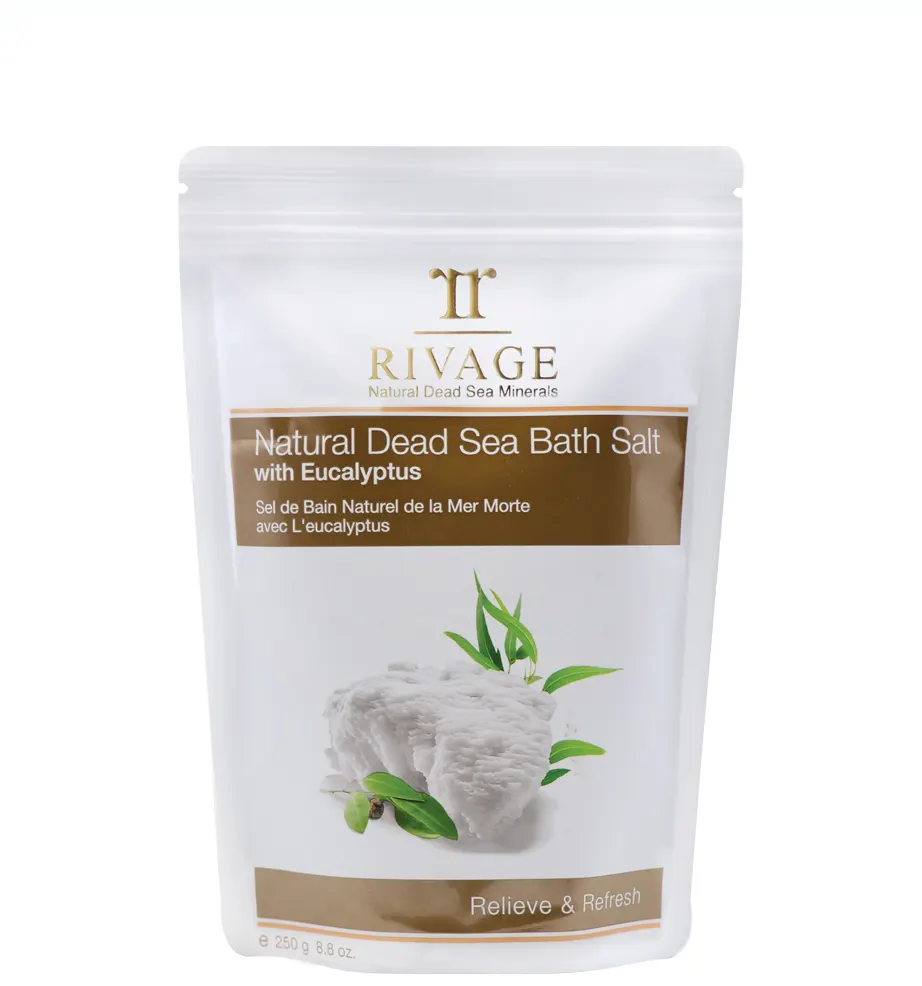 RIVAGE
Natural Dead Sea Minerals
Natural Dead Sea Bath Salt
with Eucalyptus
Sel de Bain Naturel de la Mer Morte
avec L'eucalyptus
Relieve & Refresh
℮ 250 g 8.8 oz.